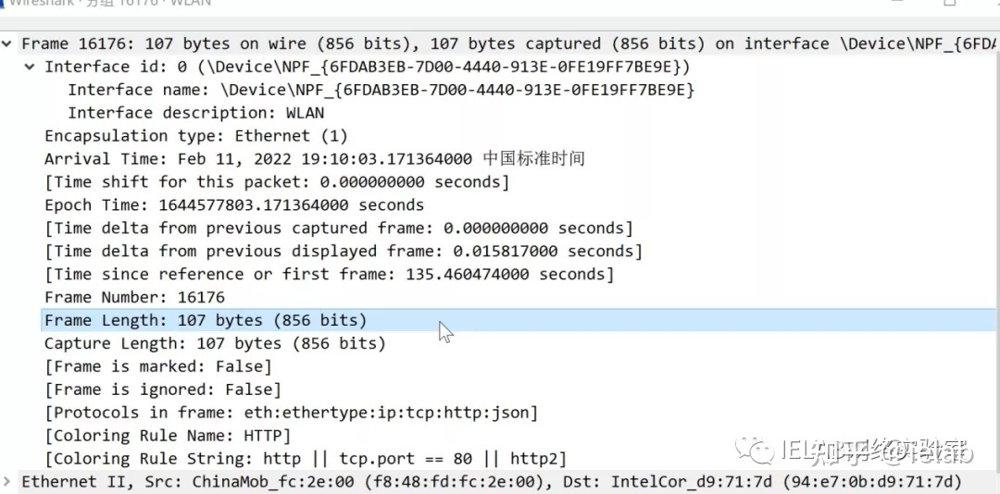 Wireshark · 分组 16176 · WLAN
Frame 16176: 107 bytes on wire (856 bits), 107 bytes captured (856 bits) on interface \Device\NPF_{6FDA
Interface id: 0 (\Device\NPF_{6FDAB3EB-7D00-4440-913E-0FE19FF7BE9E})
Interface name: \Device\NPF_{6FDAB3EB-7D00-4440-913E-0FE19FF7BE9E}
Interface description: WLAN
Encapsulation type: Ethernet (1)
Arrival Time: Feb 11, 2022 19:10:03.171364000 中国标准时间
[Time shift for this packet: 0.000000000 seconds]
Epoch Time: 1644577803.171364000 seconds
[Time delta from previous captured frame: 0.000000000 seconds]
[Time delta from previous displayed frame: 0.015817000 seconds]
[Time since reference or first frame: 135.460474000 seconds]
Frame Number: 16176
Frame Length: 107 bytes (856 bits)
Capture Length: 107 bytes (856 bits)
[Frame is marked: False]
[Frame is ignored: False]
[Protocols in frame: eth:ethertype:ip:tcp:http:json]
[Coloring Rule Name: HTTP]
[Coloring Rule String: http || tcp.port == 80 || http2]
知乎 @ielab
Ethernet II, Src: ChinaMob_fc:2e:00 (f8:48:fd:fc:2e:00), Dst: IntelCor_d9:71:7d (94:e7:0b:d9:71:7d)